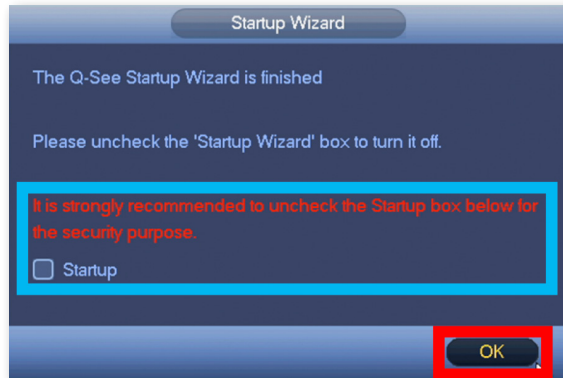 Startup Wizard
The Q-See Startup Wizard is finished
Please uncheck the 'Startup Wizard' box to turn it off.
It is strongly recommended to uncheck the Startup box below for
the security purpose.
Startup
OK